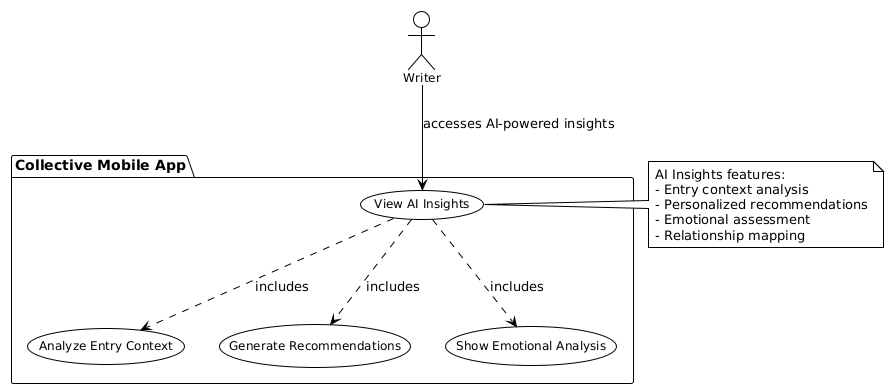 Writer
accesses AI-powered insights
Collective Mobile App
AI Insights features:
- Entry context analysis
- Personalized recommendations
- Emotional assessment
- Relationship mapping
View AI Insights
includes
includes
includes
Analyze Entry Context
Generate Recommendations
Show Emotional Analysis